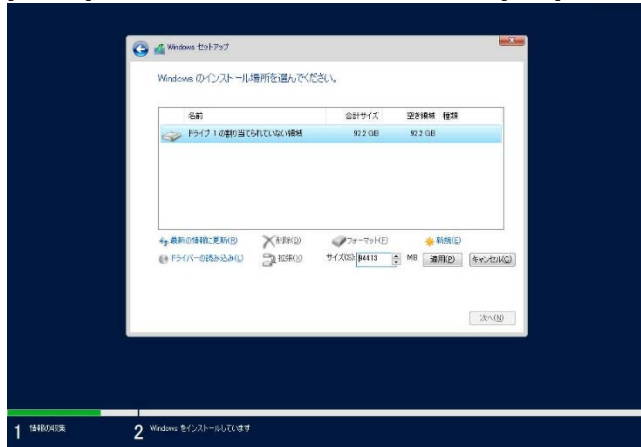 Windows セットアップ
Windows のインストール場所を選んでください。
名前 合計サイズ 空き領域 種類
ドライブ 1 の割り当てられていない領域 92.2 GB 92.2 GB
最新の情報に更新(R) 削除(D) フォーマット(F) 新規(E)
ドライバーの読み込み(L) 拡張(X) サイズ(S): 94413 MB 適用(P) キャンセル(C)
次へ(N)
1 情報の収集 2 Windows をインストールしています